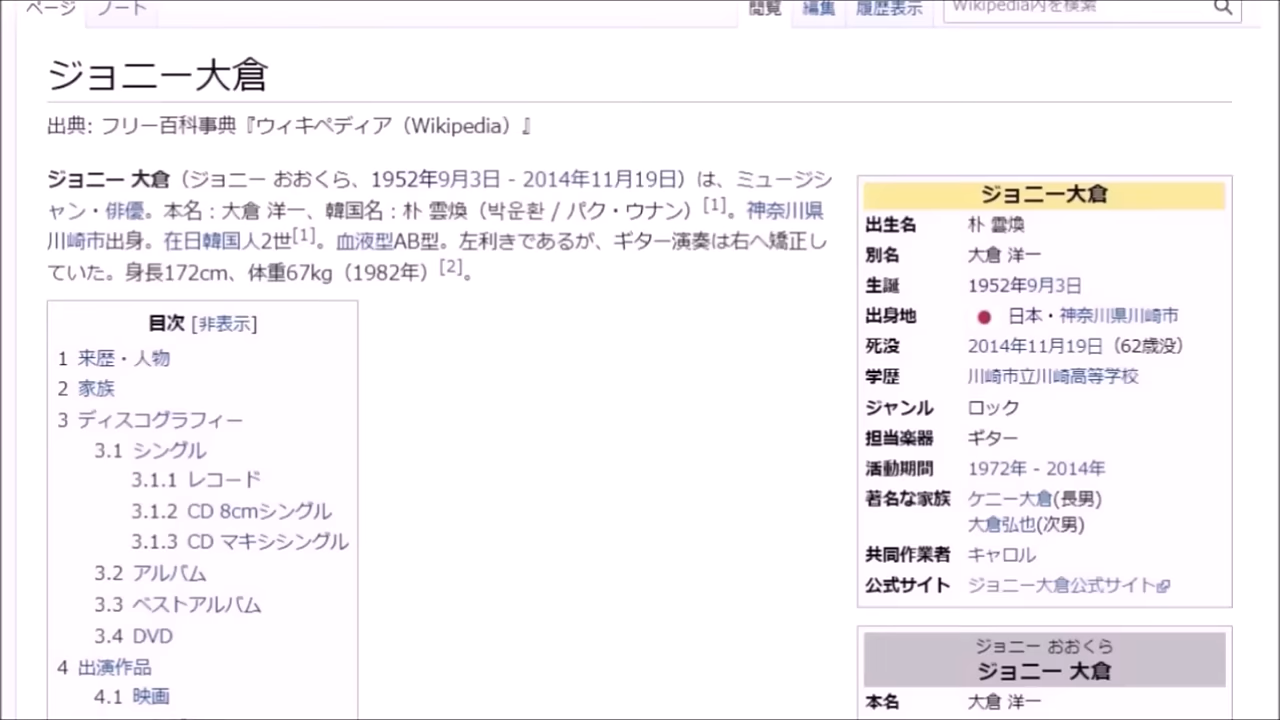 ページ ノート 閲覧 編集 履歴表示 Wikipedia内を検索
ジョニー大倉
出典: フリー百科事典『ウィキペディア（Wikipedia）』
ジョニー 大倉（ジョニー おおくら、1952年9月3日 - 2014年11月19日）は、ミュージシ
ャン・俳優。本名：大倉 洋一、韓国名：朴 雲煥（박운환 / パク・ウナン）[1]。神奈川県
川崎市出身。在日韓国人2世[1]。血液型AB型。左利きであるが、ギター演奏は右へ矯正し
ていた。身長172cm、体重67kg（1982年）[2]。
目次 [非表示]
1 来歴・人物
2 家族
3 ディスコグラフィー
3.1 シングル
3.1.1 レコード
3.1.2 CD 8cmシングル
3.1.3 CD マキシシングル
3.2 アルバム
3.3 ベストアルバム
3.4 DVD
4 出演作品
4.1 映画
ジョニー大倉
出生名 朴 雲煥
別名 大倉 洋一
生誕 1952年9月3日
出身地 日本・神奈川県川崎市
死没 2014年11月19日（62歳没）
学歴 川崎市立川崎高等学校
ジャンル ロック
担当楽器 ギター
活動期間 1972年 - 2014年
著名な家族 ケニー大倉(長男)
大倉弘也(次男)
共同作業者 キャロル
公式サイト ジョニー大倉公式サイト
ジョニー おおくら
ジョニー 大倉
本名 大倉 洋一